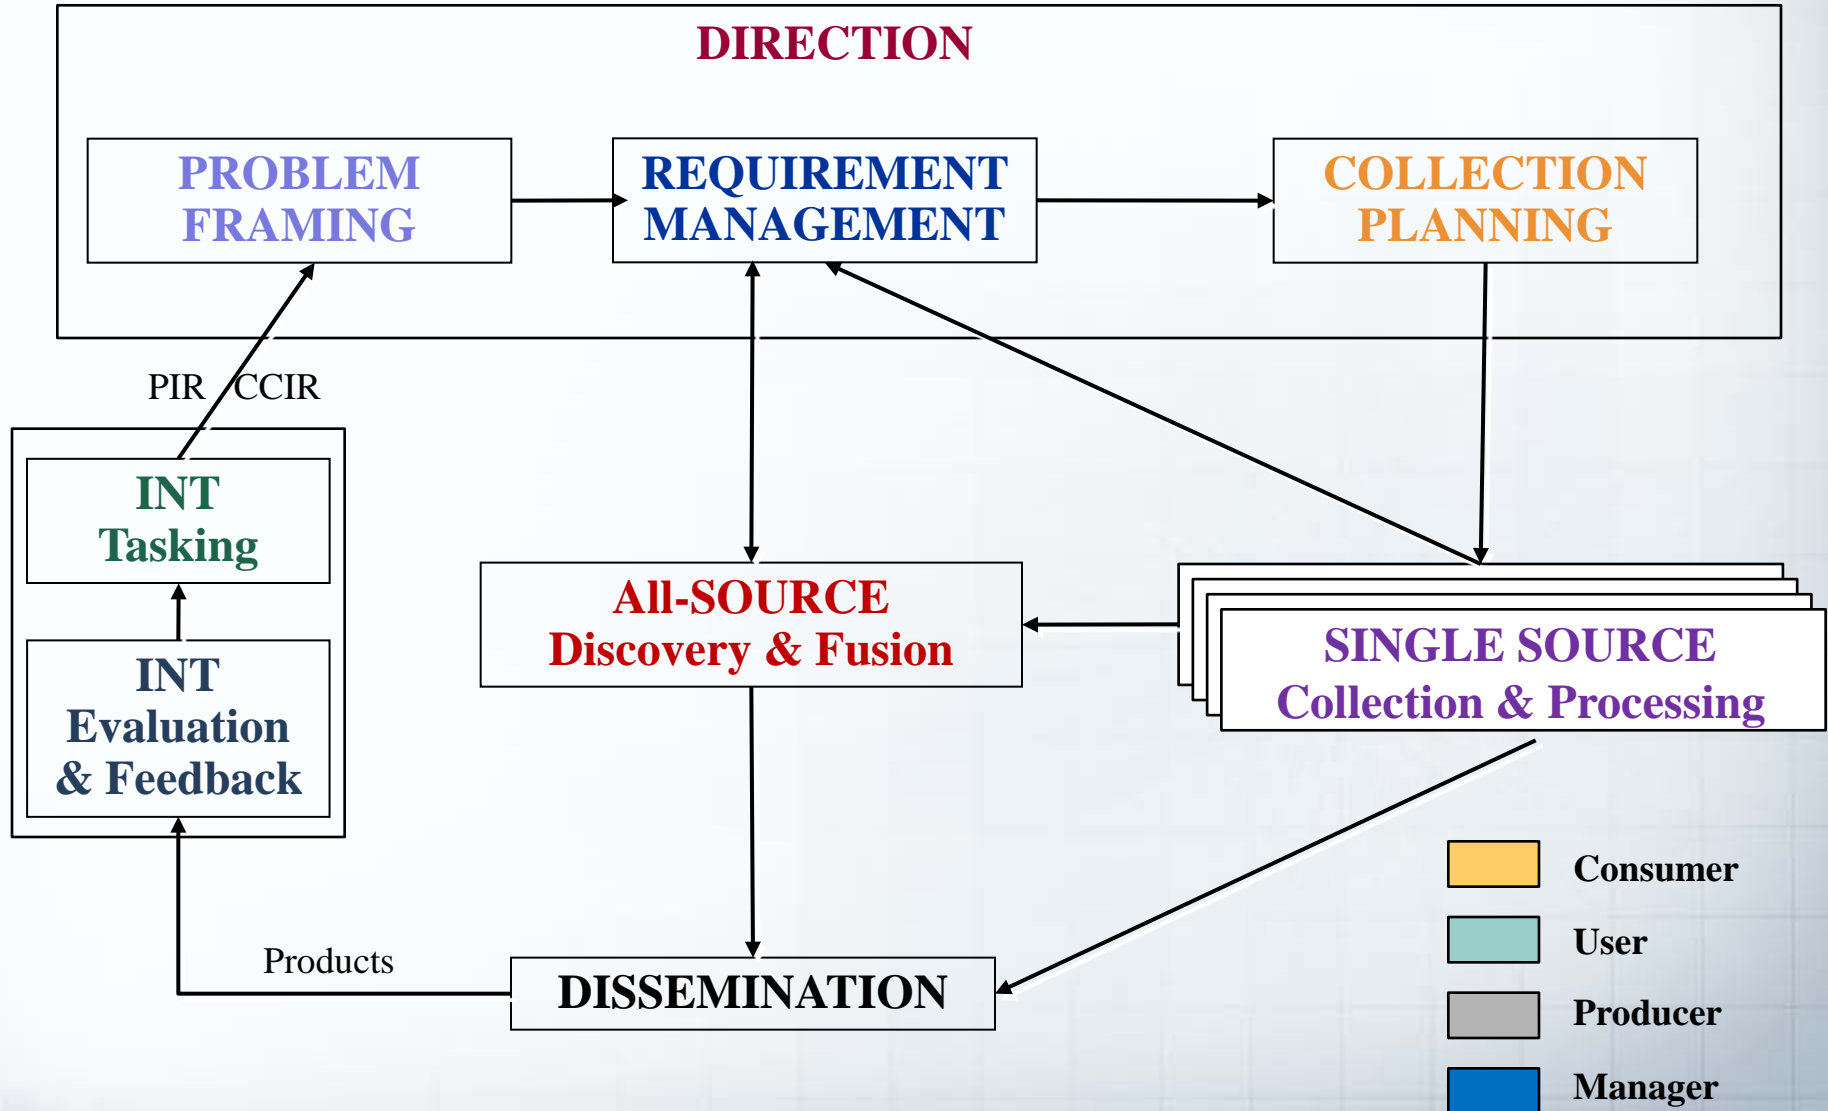 DIRECTION
PROBLEM
FRAMING
REQUIREMENT
MANAGEMENT
COLLECTION
PLANNING
PIR CCIR
INT
Tasking
INT
Evaluation
& Feedback
All-SOURCE
Discovery & Fusion
SINGLE SOURCE
Collection & Processing
Products
DISSEMINATION
Consumer
User
Producer
Manager